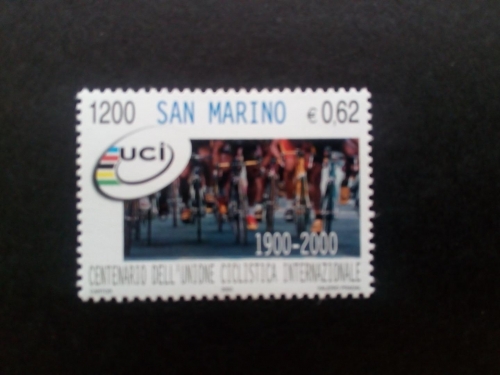 1200 SAN MARINO € 0,62
uci
1900-2000
CENTENARIO DELL'UNIONE CICLISTICA INTERNAZIONALE